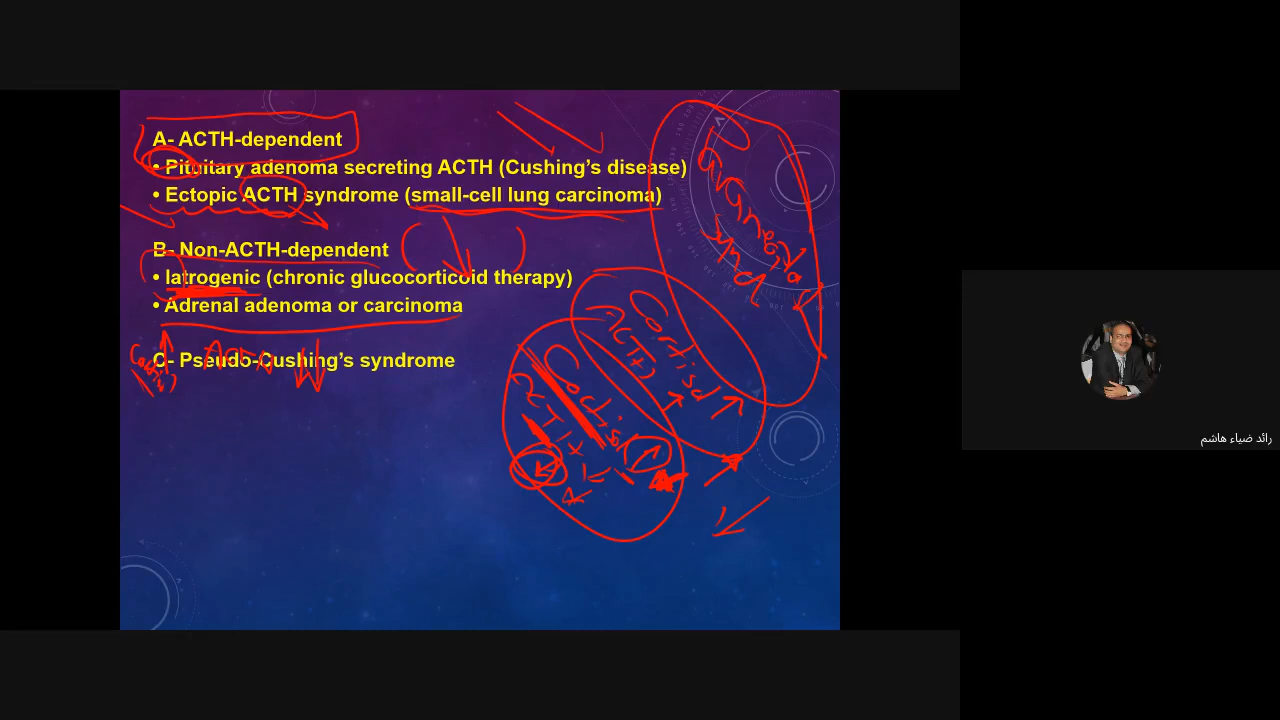 A- ACTH-dependent
• Pituitary adenoma secreting ACTH (Cushing's disease)
• Ectopic ACTH syndrome (small-cell lung carcinoma)
B- Non-ACTH-dependent
• Iatrogenic (chronic glucocorticoid therapy)
• Adrenal adenoma or carcinoma
C- Pseudo-Cushing's syndrome
ACTH
Cortisol
ACTH
Cortisol
رائد ضياء هاشم